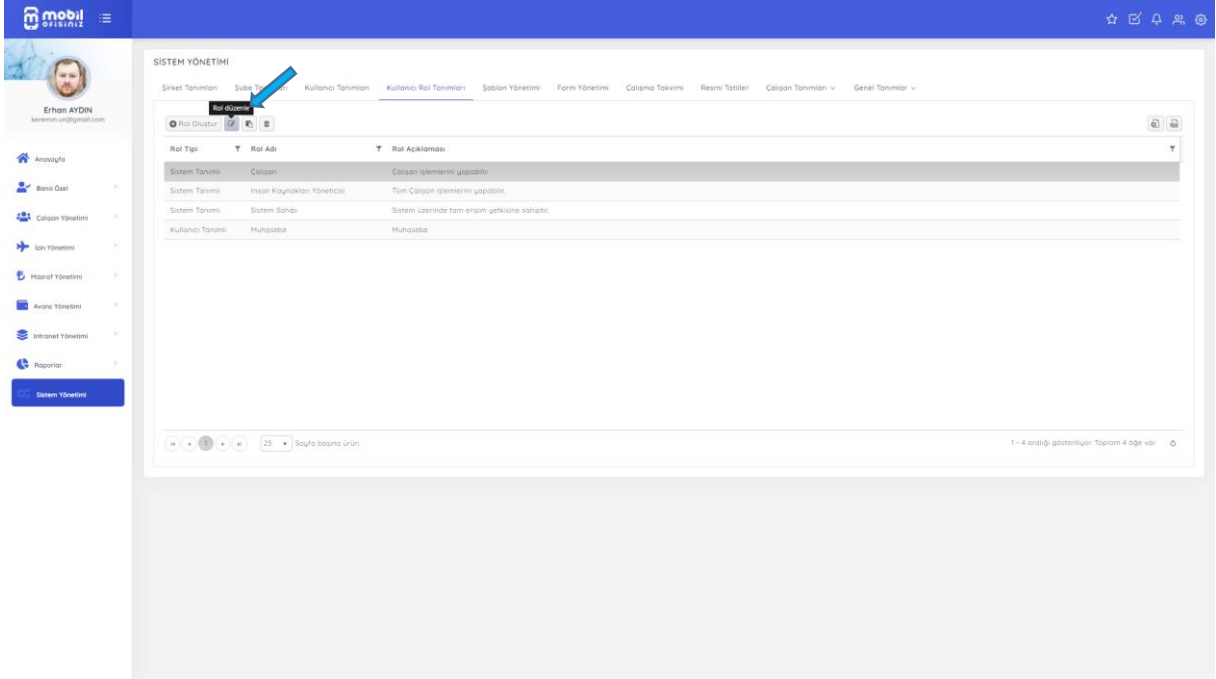 mobil
ofisiniz
SİSTEM YÖNETİMİ
Şirket Tanımları
Kullanıcı Tanımları
Kullanıcı Rol Tanımları
Şablon Yönetimi
Form Yönetimi
Çalışma Takvimi
Resmi Tatiller
Çalışan Tanımları
Genel Tanımlar
Erhan AYDIN
keremm.un@gmail.com
Rol düzenle
Rol Oluştur
Rol Tipi
Rol Adı
Rol Açıklaması
Sistem Tanımlı Çalışan Çalışan işlemlerini yapabilir.
Sistem Tanımlı İnsan Kaynakları Yöneticisi Tüm Çalışan işlemlerini yapabilir.
Sistem Tanımlı Sistem Sahibi Sistem üzerinde tam erişim yetkisine sahiptir.
Kullanıcı Tanımlı Muhasebe Muhasebe
Anasayfa
Bana Özel
Çalışan Yönetimi
İzin Yönetimi
Masraf Yönetimi
Avans Yönetimi
Intranet Yönetimi
Raporlar
Sistem Yönetimi
1
25
Sayfa başına ürün
1 - 4 aralığı gösteriliyor. Toplam 4 öğe var